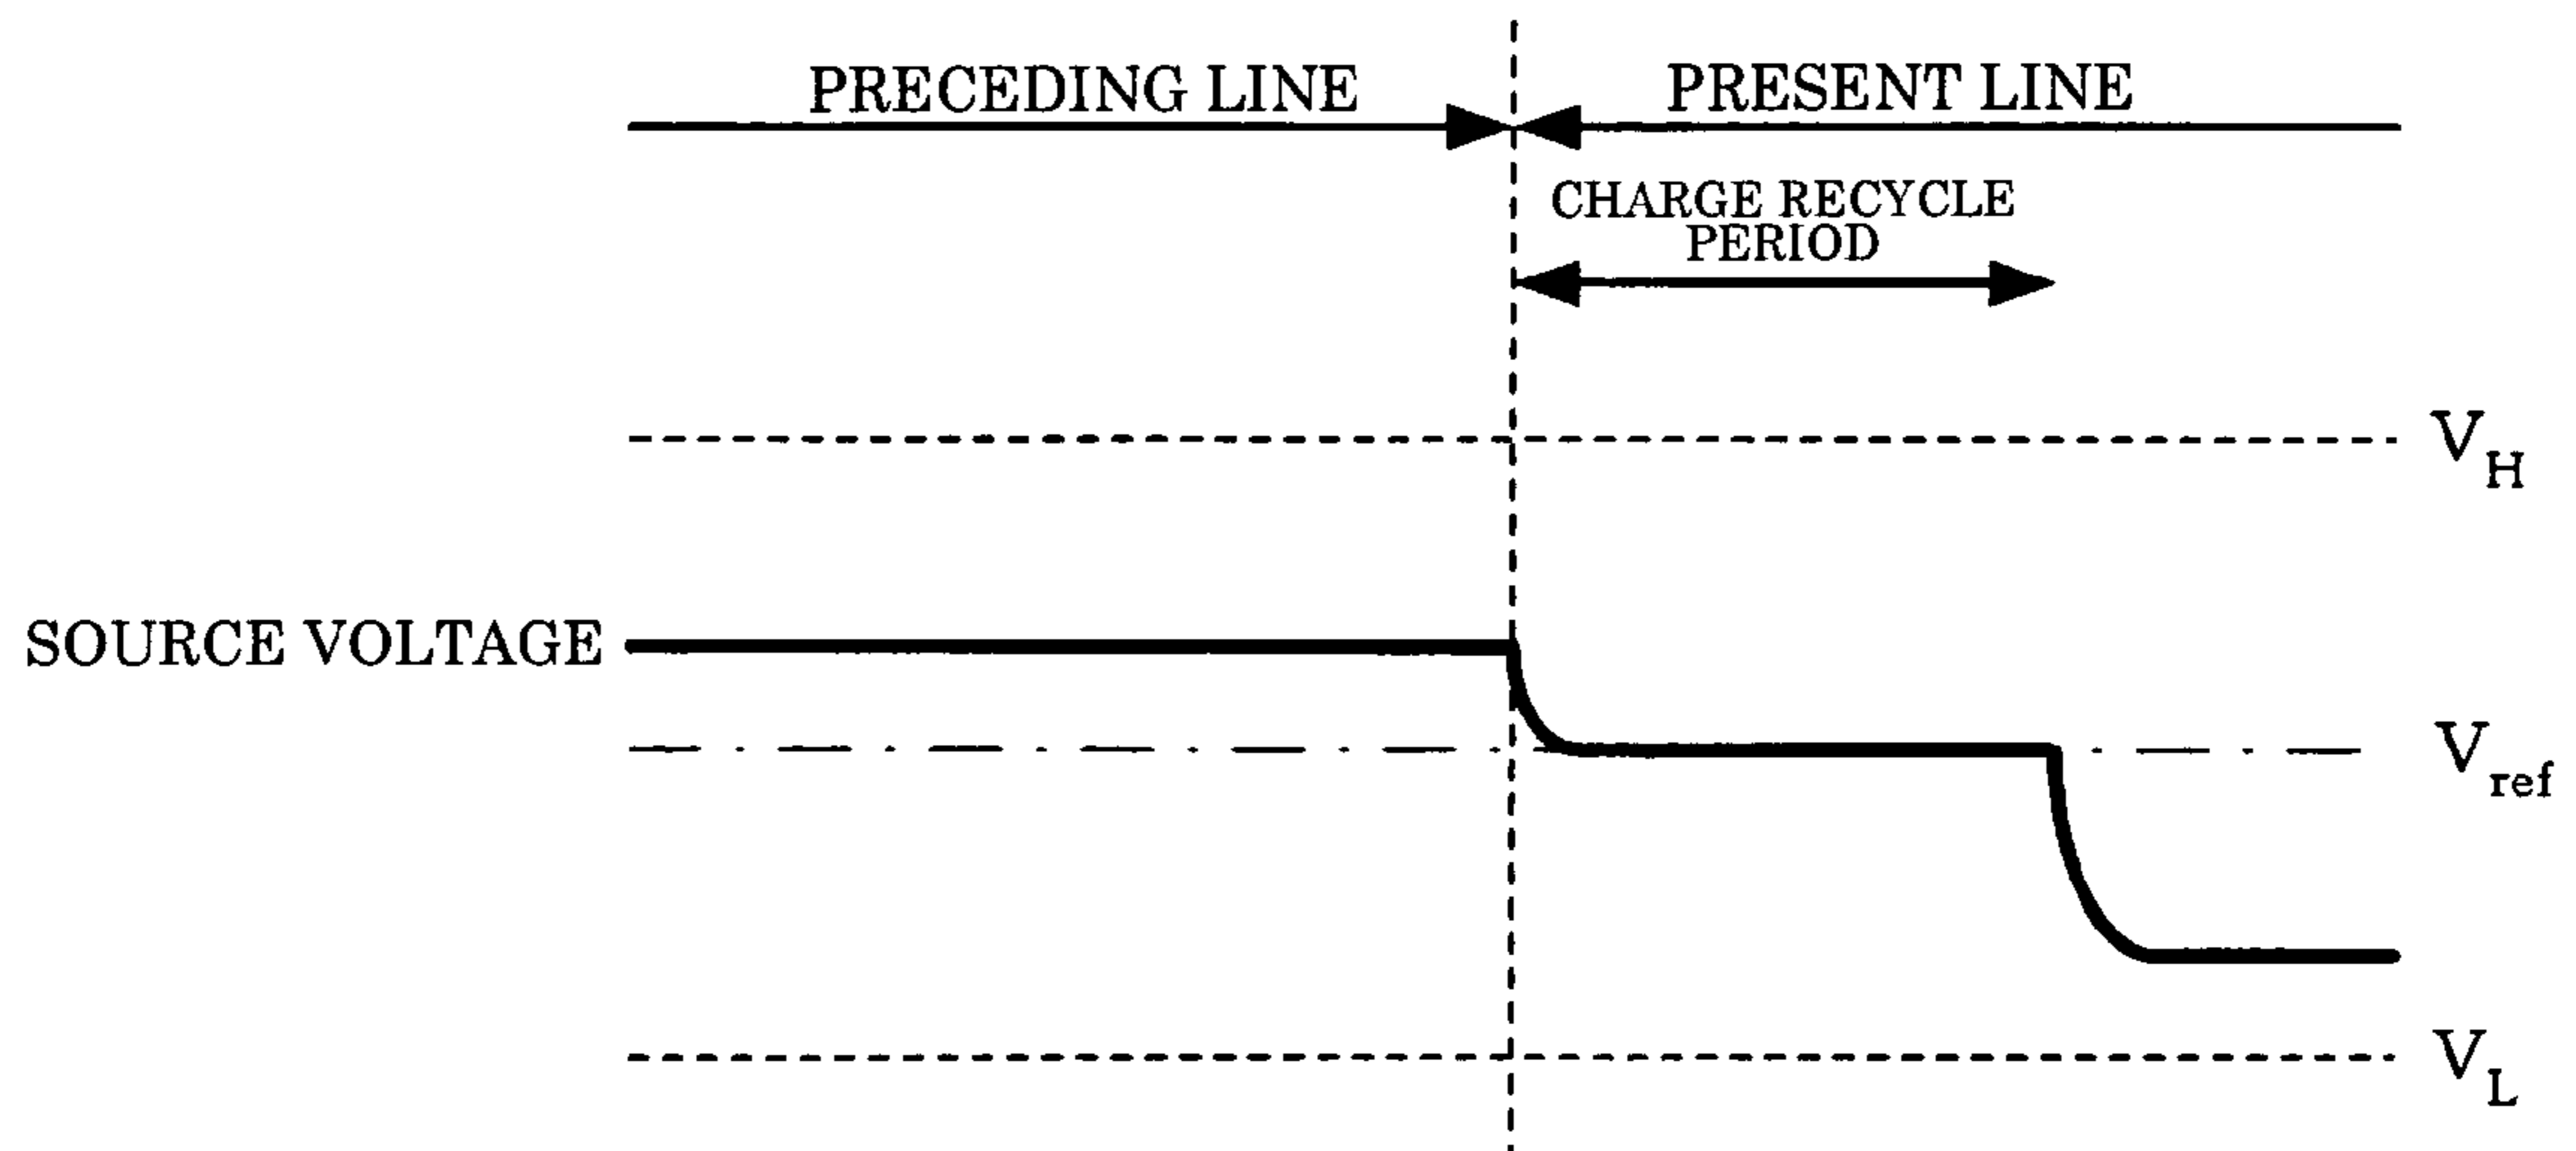 PRECEDING LINE
PRESENT LINE
CHARGE RECYCLE
PERIOD
V_H
SOURCE VOLTAGE
V_ref
V_L